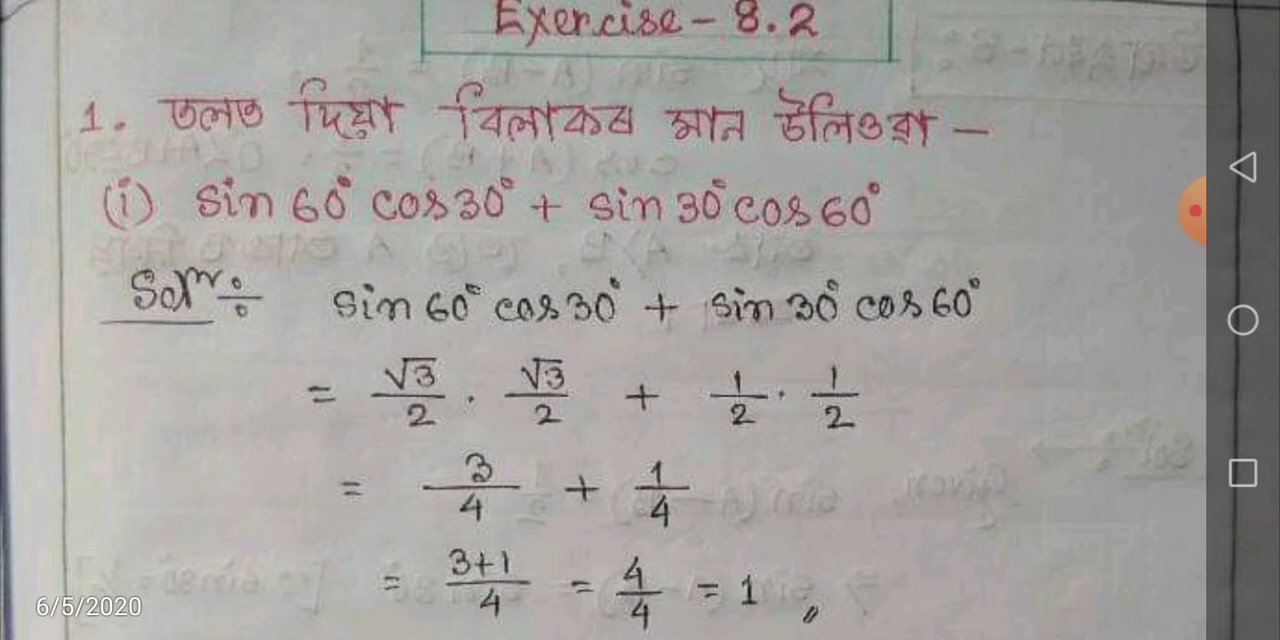 Exercise - 8.2
1. তলত দিয়া বিলাকৰ মান উলিওৱা —
(i) sin 60° cos 30° + sin 30° cos 60°
Solⁿ÷ sin 60° cos 30° + sin 30° cos 60°
= √3/2 . √3/2 + 1/2 . 1/2
= 3/4 + 1/4
= 3+1/4 = 4/4 = 1 〃
6/5/2020